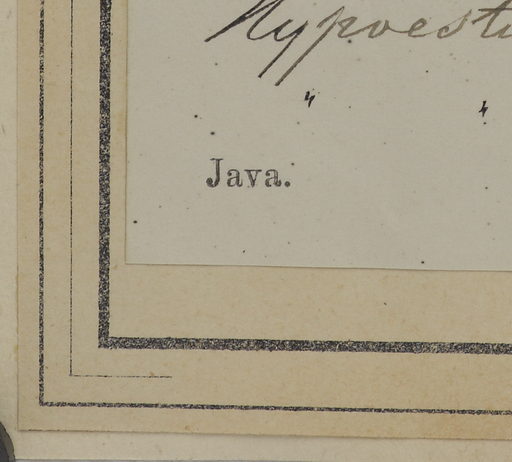 Hypoesti
" "
Java.